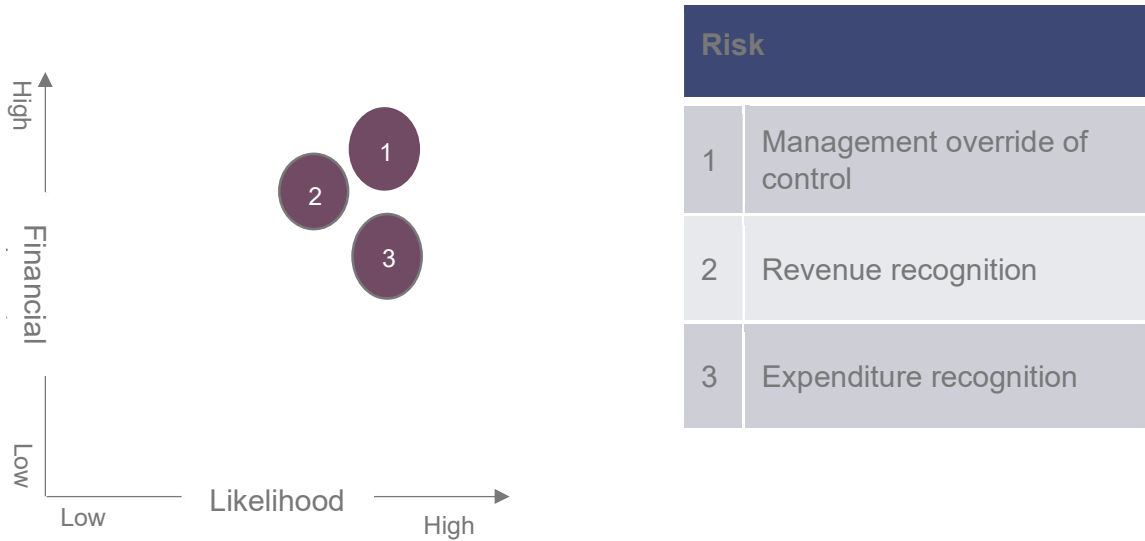 High
Financial
Low
Low
Likelihood
High
1
2
3
Risk
1
Management override of
control
2
Revenue recognition
3
Expenditure recognition